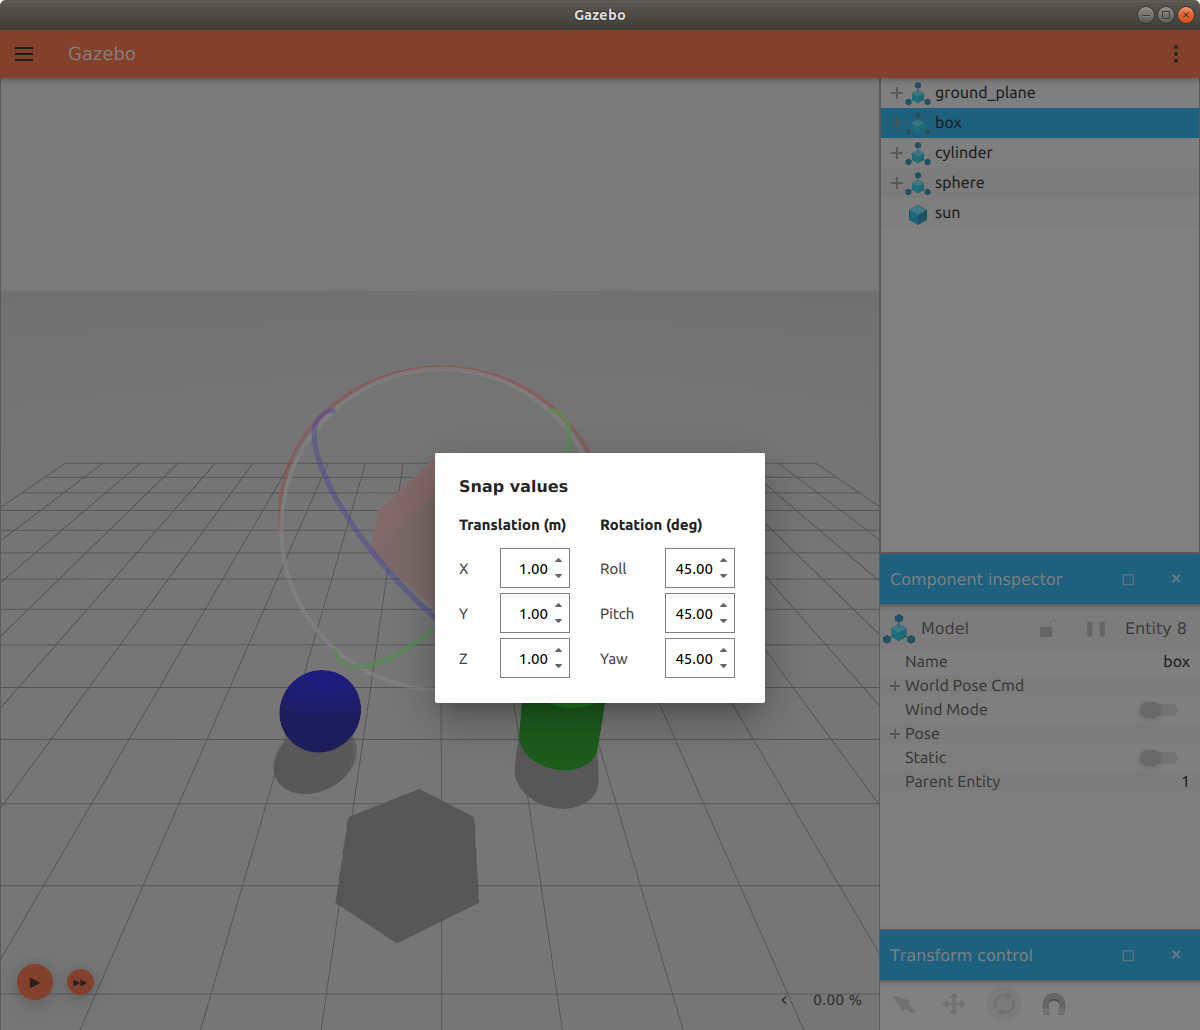 Gazebo
Gazebo
ground_plane
box
cylinder
sphere
sun
Snap values
Translation (m) Rotation (deg)
X 1.00 Roll 45.00
Y 1.00 Pitch 45.00
Z 1.00 Yaw 45.00
Component inspector
Model Entity 8
Name box
World Pose Cmd
Wind Mode
Pose
Static
Parent Entity 1
Transform control
0.00 %